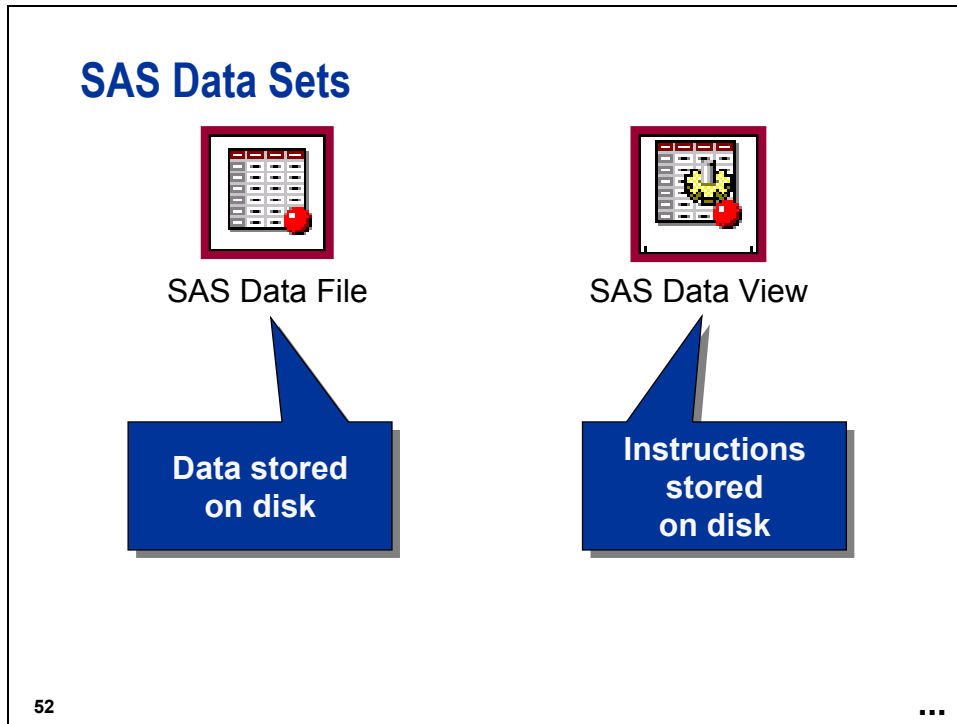 SAS Data Sets
SAS Data File
SAS Data View
Data stored
on disk
Instructions
stored
on disk
52
...